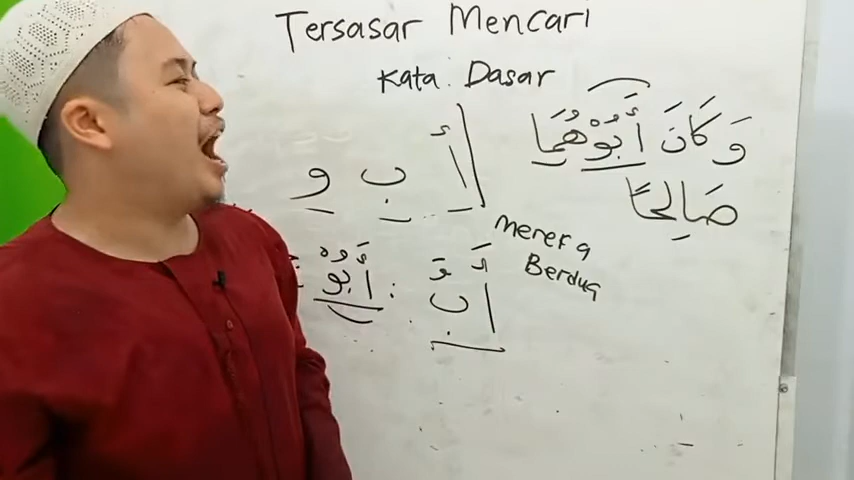 Tersasar Mencari
Kata Dasar
وَكَانَ أَبُوْهُمَا
صَالِحًا
أَ ب و
Mereka
Berdua
أَبٌ : أَبُوْهُ